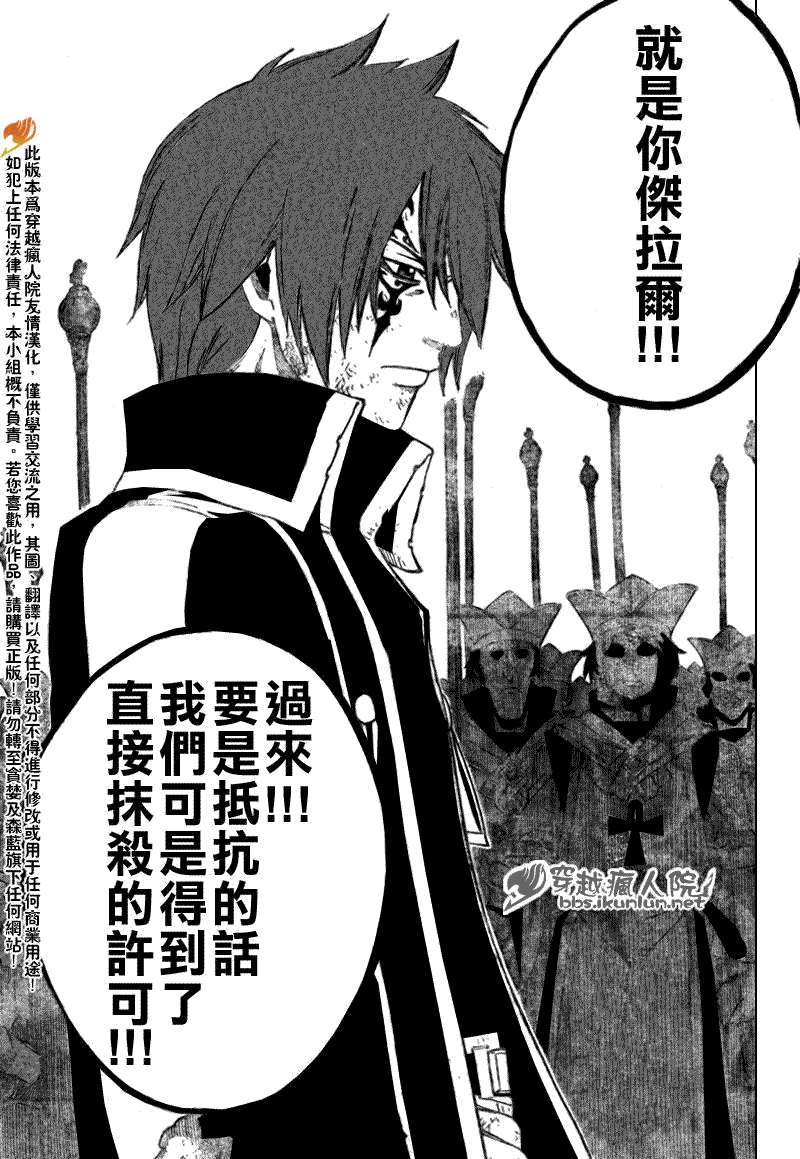 就是你傑拉爾!!!
過來!!!
要是抵抗的話
我們可是得到了
直接抹殺的許可!!!
此版本爲穿越瘋人院友情漢化，僅供學習交流之用，其圖、翻譯以及任何部分不得進行修改或用于任何商業用途！
如犯上任何法律責任，本小組概不負責。若您喜歡此作品，請購買正版！請勿轉至貪婪及森藍旗下任何網站！
穿越瘋人院
bbs.ikunlun.net